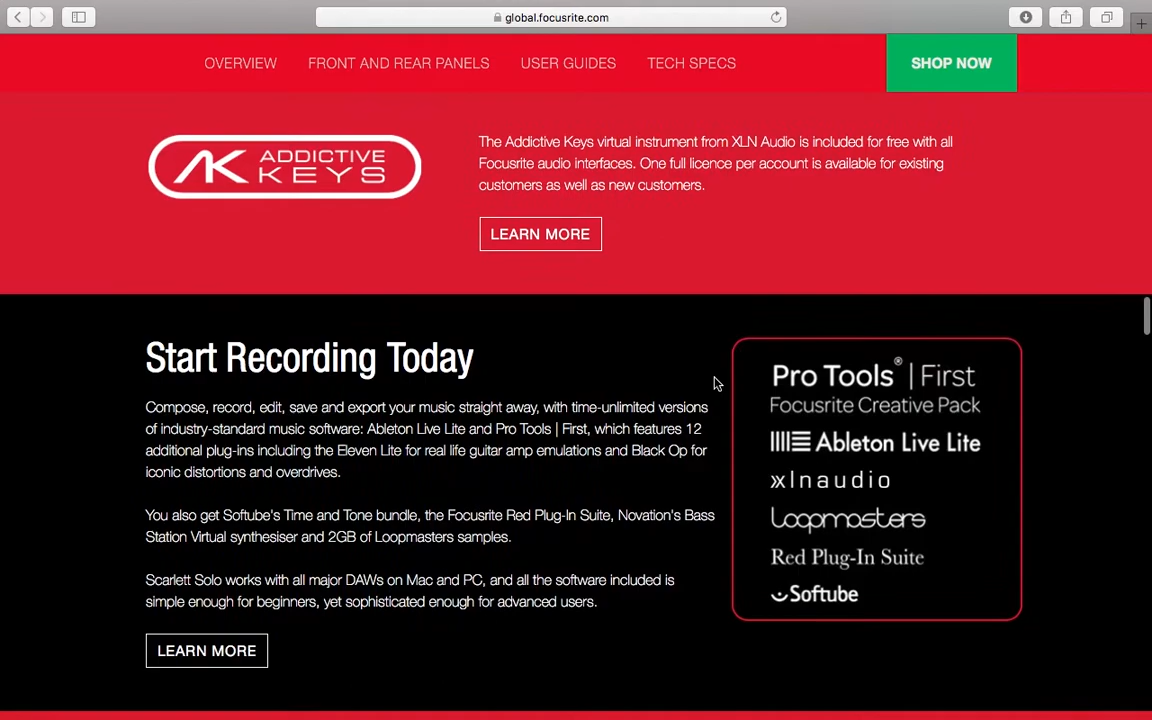 global.focusrite.com
OVERVIEW FRONT AND REAR PANELS USER GUIDES TECH SPECS SHOP NOW
ADDICTIVE KEYS
The Addictive Keys virtual instrument from XLN Audio is included for free with all
Focusrite audio interfaces. One full licence per account is available for existing
customers as well as new customers.
LEARN MORE
Start Recording Today
Compose, record, edit, save and export your music straight away, with time-unlimited versions
of industry-standard music software: Ableton Live Lite and Pro Tools | First, which features 12
additional plug-ins including the Eleven Lite for real life guitar amp emulations and Black Op for
iconic distortions and overdrives.
You also get Softube's Time and Tone bundle, the Focusrite Red Plug-In Suite, Novation's Bass
Station Virtual synthesiser and 2GB of Loopmasters samples.
Scarlett Solo works with all major DAWs on Mac and PC, and all the software included is
simple enough for beginners, yet sophisticated enough for advanced users.
LEARN MORE
Pro Tools® | First
Focusrite Creative Pack
Ableton Live Lite
xlnaudio
Loopmasters
Red Plug-In Suite
Softube